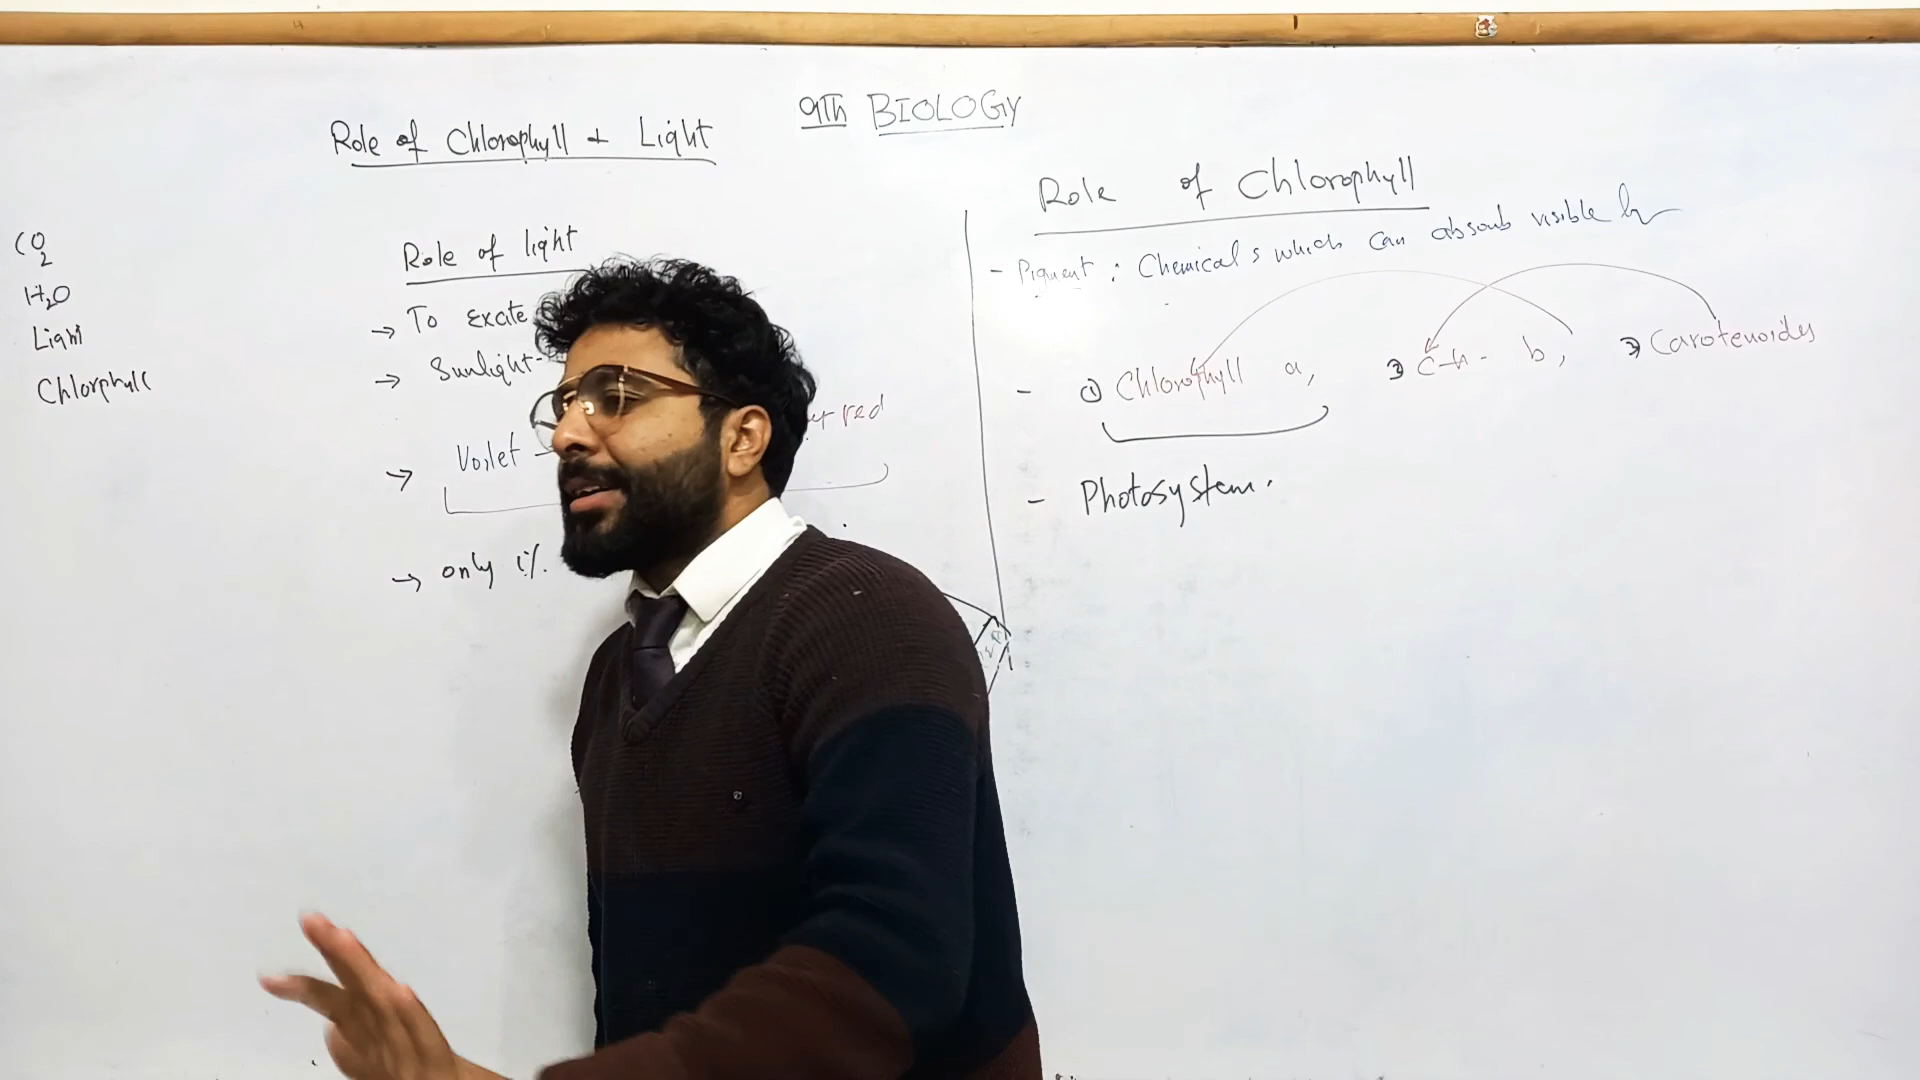 9Th BIOLOGY
Role of Chlorophyll + Light
CO2
H2O
Light
Chlorphyll
Role of light
→ To Excite
→ Sunlight-
→ Voilet -
red
→ only 1%.
Role of Chlorophyll
- Pigment : Chemicals which can absorb visible
- ① Chlorophyll a, ② Ch- b, ③ Carotenoides
- Photosystem.